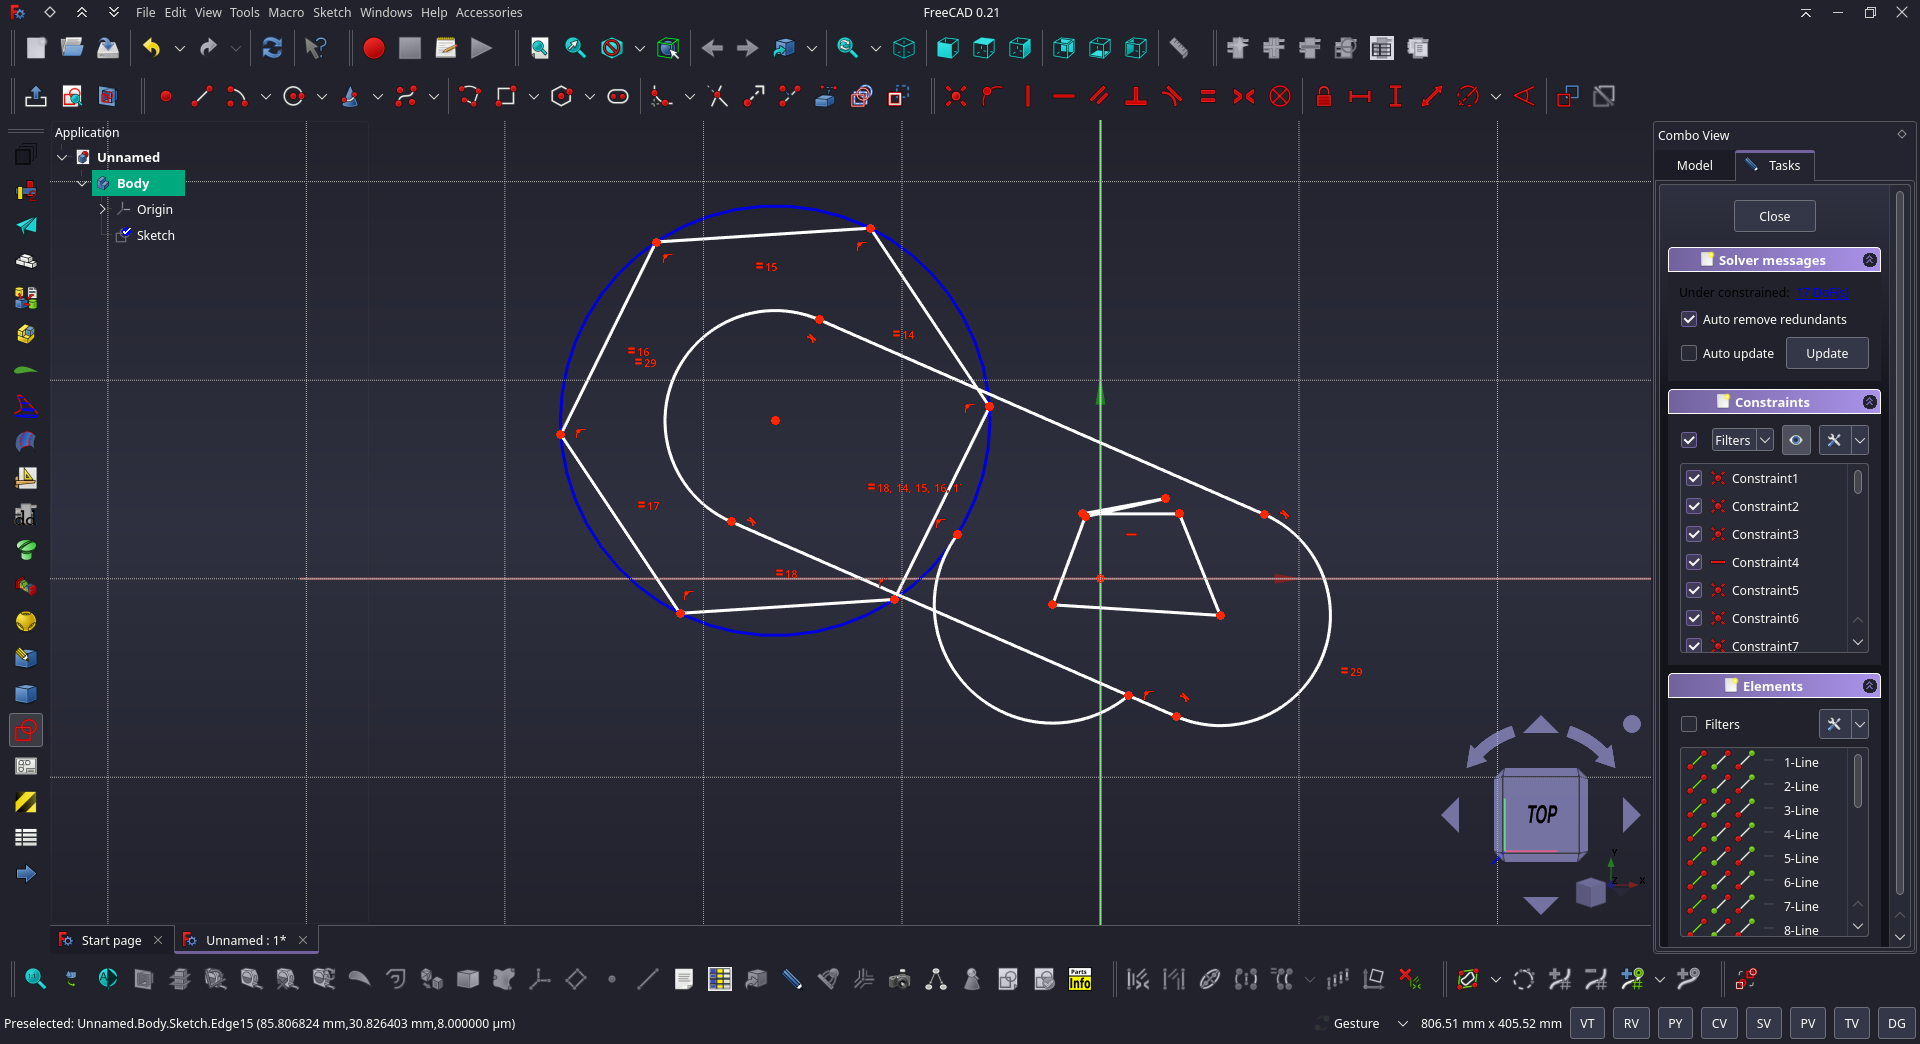 File Edit View Tools Macro Sketch Windows Help Accessories
FreeCAD 0.21
Application
Unnamed
Body
Origin
Sketch
=15
=14
=16
=29
=18, 14, 15, 16, 1
=17
=18
=29
TOP
Y
Z
X
Combo View
Model
Tasks
Close
Solver messages
Under constrained: 17 DoF(s)
Auto remove redundants
Auto update
Update
Constraints
Filters
Constraint1
Constraint2
Constraint3
Constraint4
Constraint5
Constraint6
Constraint7
Elements
Filters
1-Line
2-Line
3-Line
4-Line
5-Line
6-Line
7-Line
8-Line
Start page
Unnamed : 1*
Parts
Info
Preselected: Unnamed.Body.Sketch.Edge15 (85.806824 mm,30.826403 mm,8.000000 µm)
Gesture
806.51 mm x 405.52 mm
VT RV PY CV SV PV TV DG